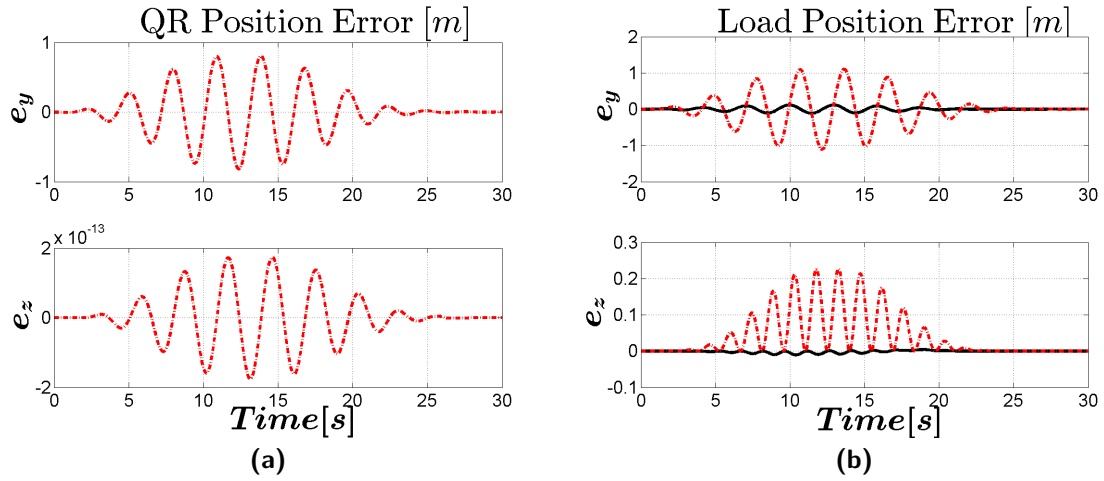 QR Position Error [m]
1
0
-1
e_y
0 5 10 15 20 25 30
x 10^-13
2
0
-2
e_z
0 5 10 15 20 25 30
Time[s]
(a)
Load Position Error [m]
2
1
0
-1
-2
e_y
0 5 10 15 20 25 30
0.3
0.2
0.1
0
-0.1
e_z
0 5 10 15 20 25 30
Time[s]
(b)